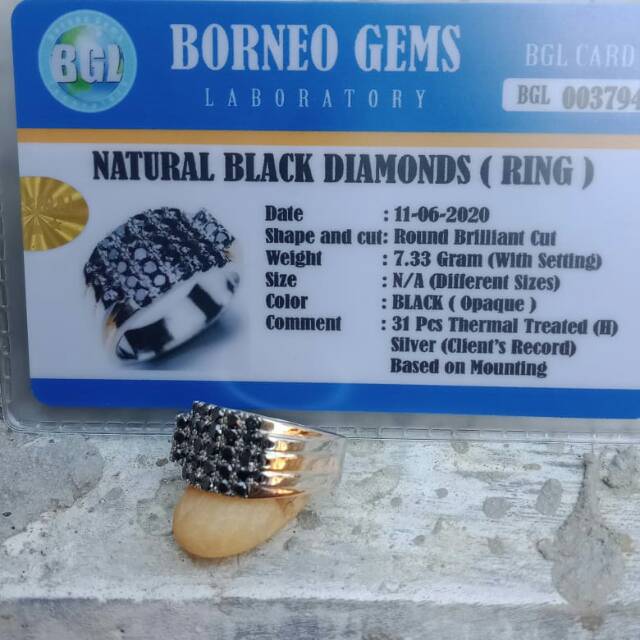 BGL
BORNEO GEMS
LABORATORY
BGL CARD
BGL 003794
NATURAL BLACK DIAMONDS ( RING )
Date : 11-06-2020
Shape and cut: Round Brilliant Cut
Weight : 7.33 Gram (With Setting)
Size : N/A (Different Sizes)
Color : BLACK ( Opaque )
Comment : 31 Pcs Thermal Treated (H)
Silver (Client's Record)
Based on Mounting